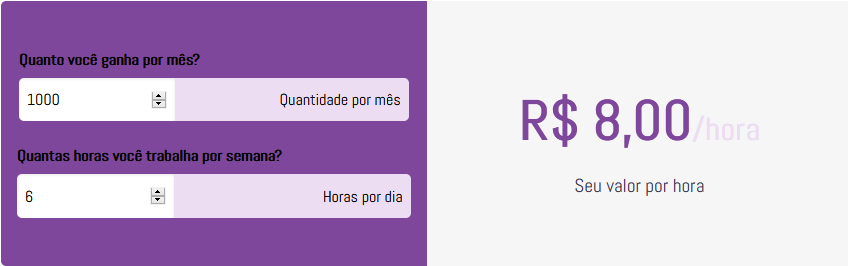 Quanto você ganha por mês?
1000 Quantidade por mês
Quantas horas você trabalha por semana?
6 Horas por dia
R$ 8,00/hora
Seu valor por hora